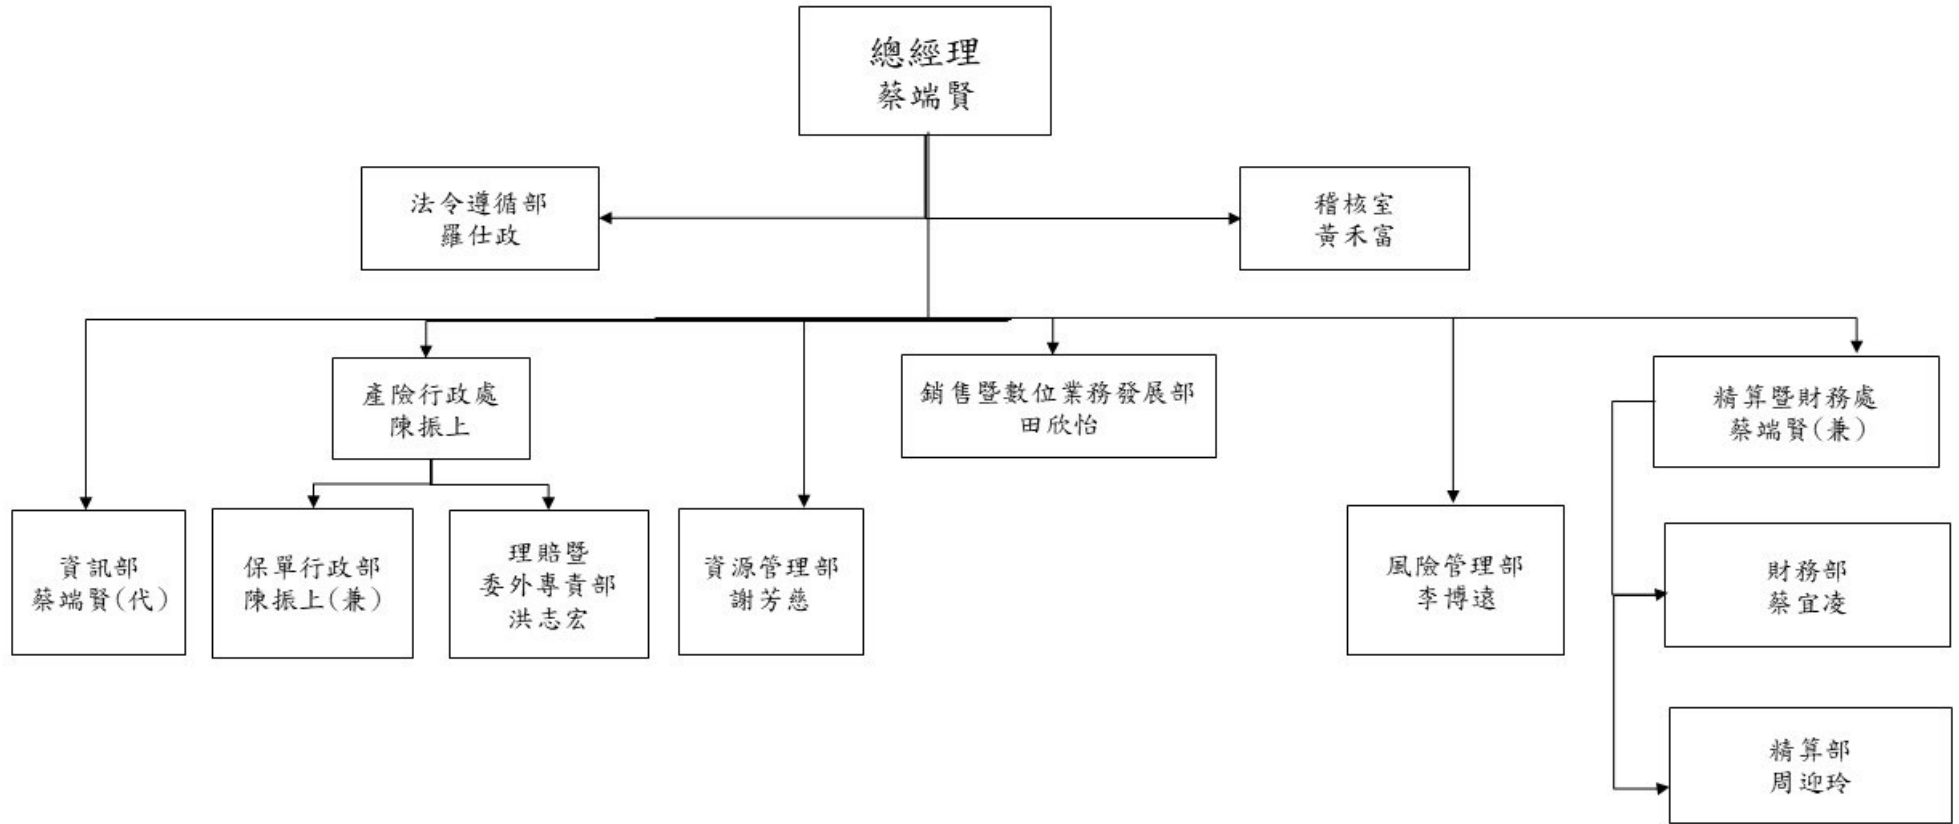 總經理
蔡端賢
法令遵循部
羅仕政
稽核室
黃禾富
產險行政處
陳振上
銷售暨數位業務發展部
田欣怡
精算暨財務處
蔡端賢(兼)
資訊部
蔡端賢(代)
保單行政部
陳振上(兼)
理賠暨
委外專責部
洪志宏
資源管理部
謝芳慈
風險管理部
李博遠
財務部
蔡宜凌
精算部
周迎玲